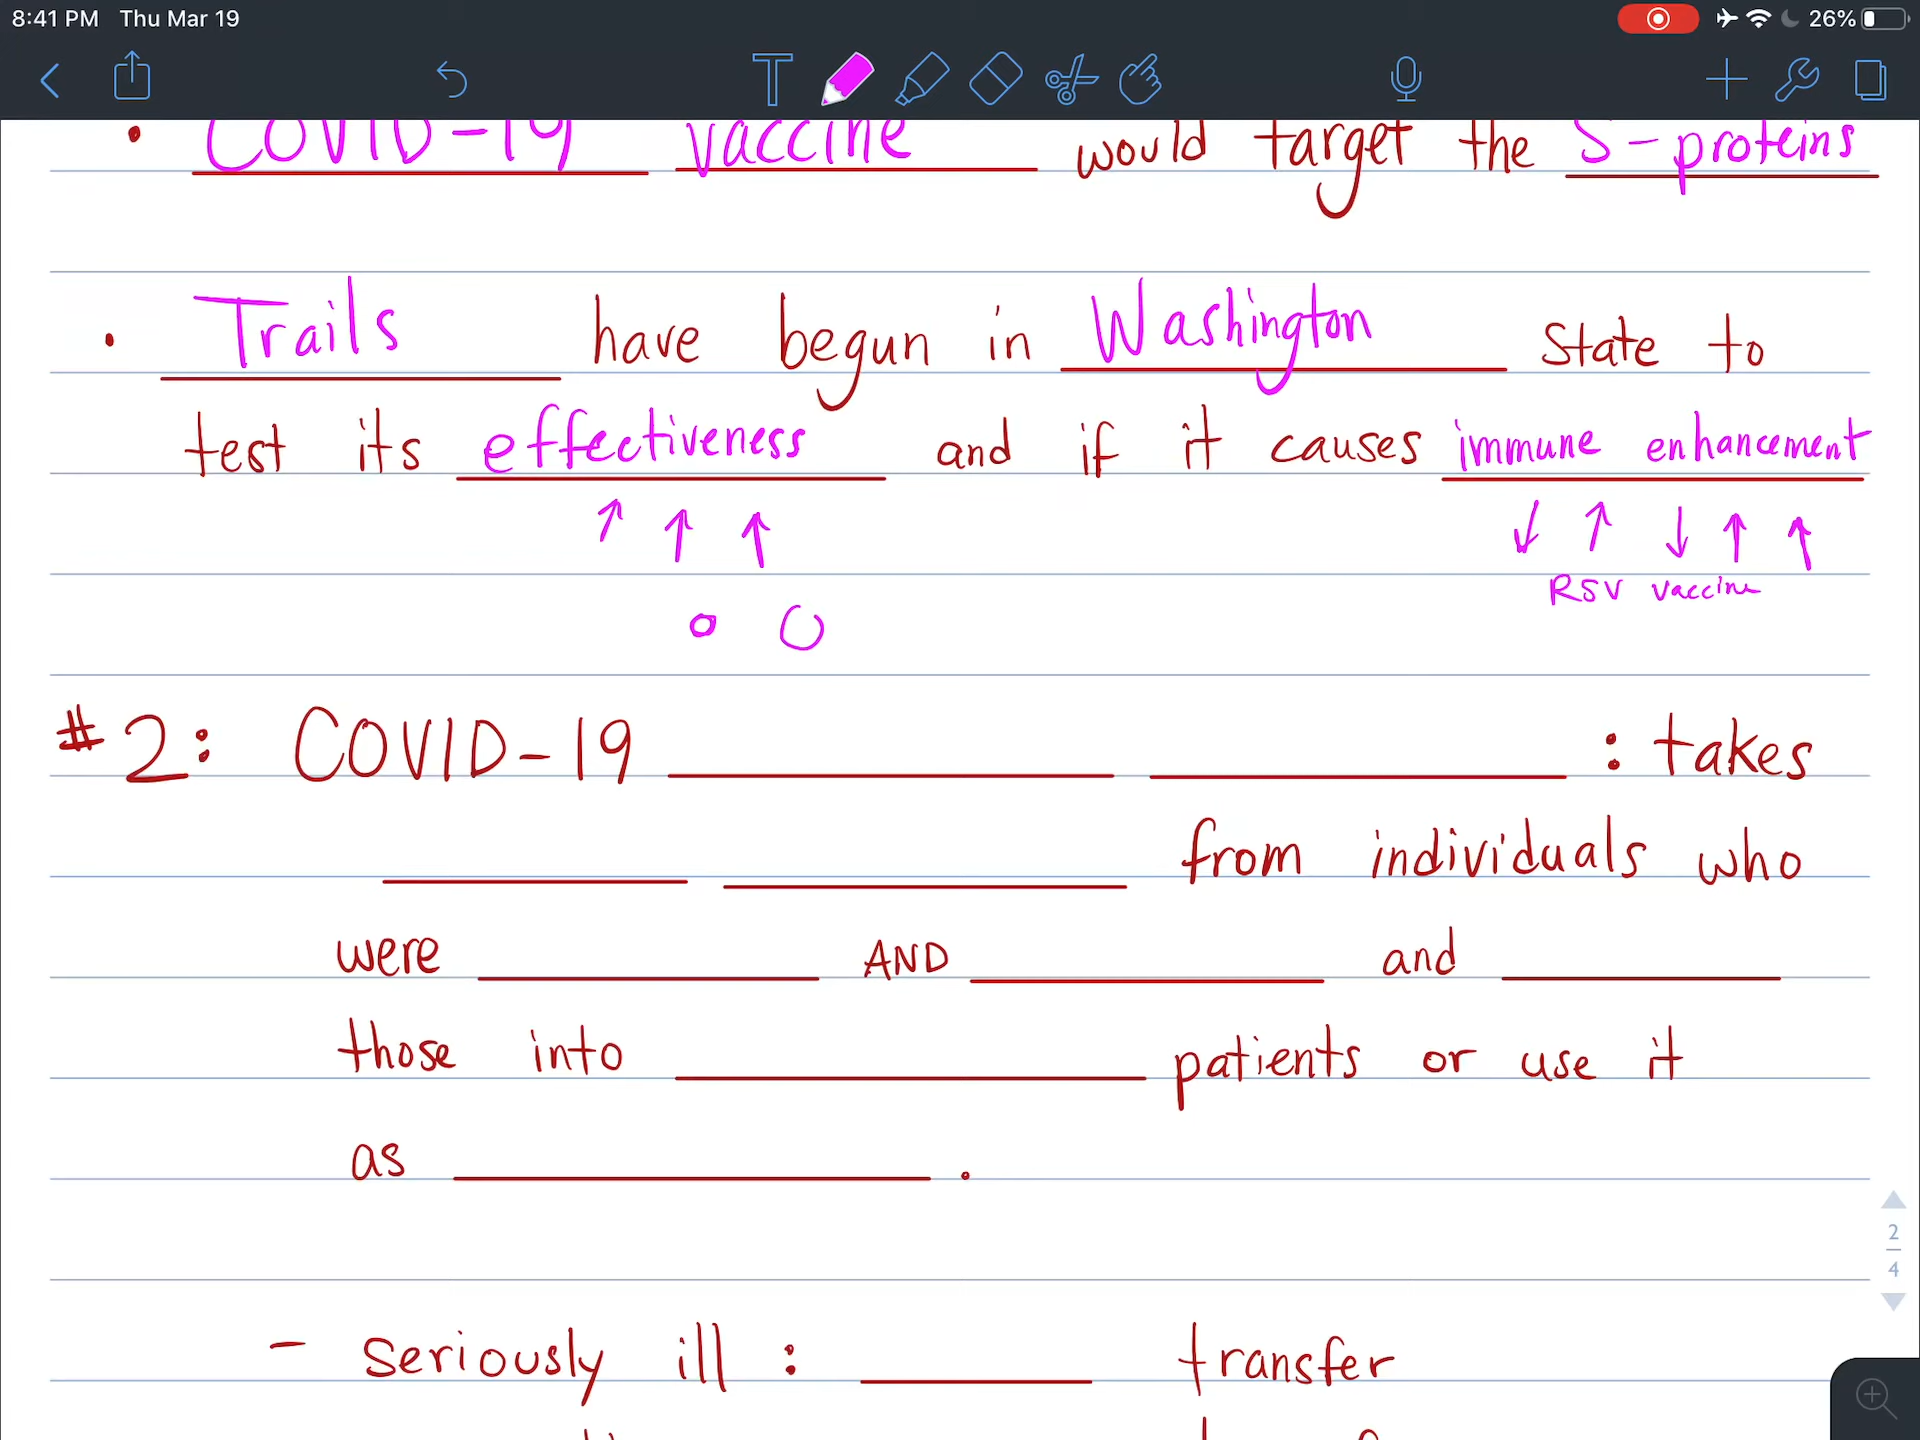 8:41 PM Thu Mar 19 26%
T
• COVID-19 vaccine would target the S-proteins
• Trails have begun in Washington State to
test its effectiveness and if it causes immune enhancement
RSV vaccine
#2: COVID-19 : takes
from individuals who
were AND and
those into patients or use it
as .
2
4
- seriously ill: transfer